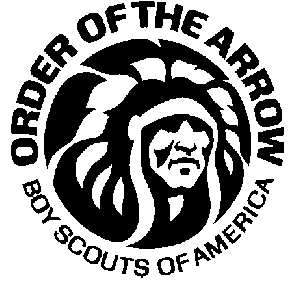 ORDER OF THE ARROW
BOY SCOUTS OF AMERICA